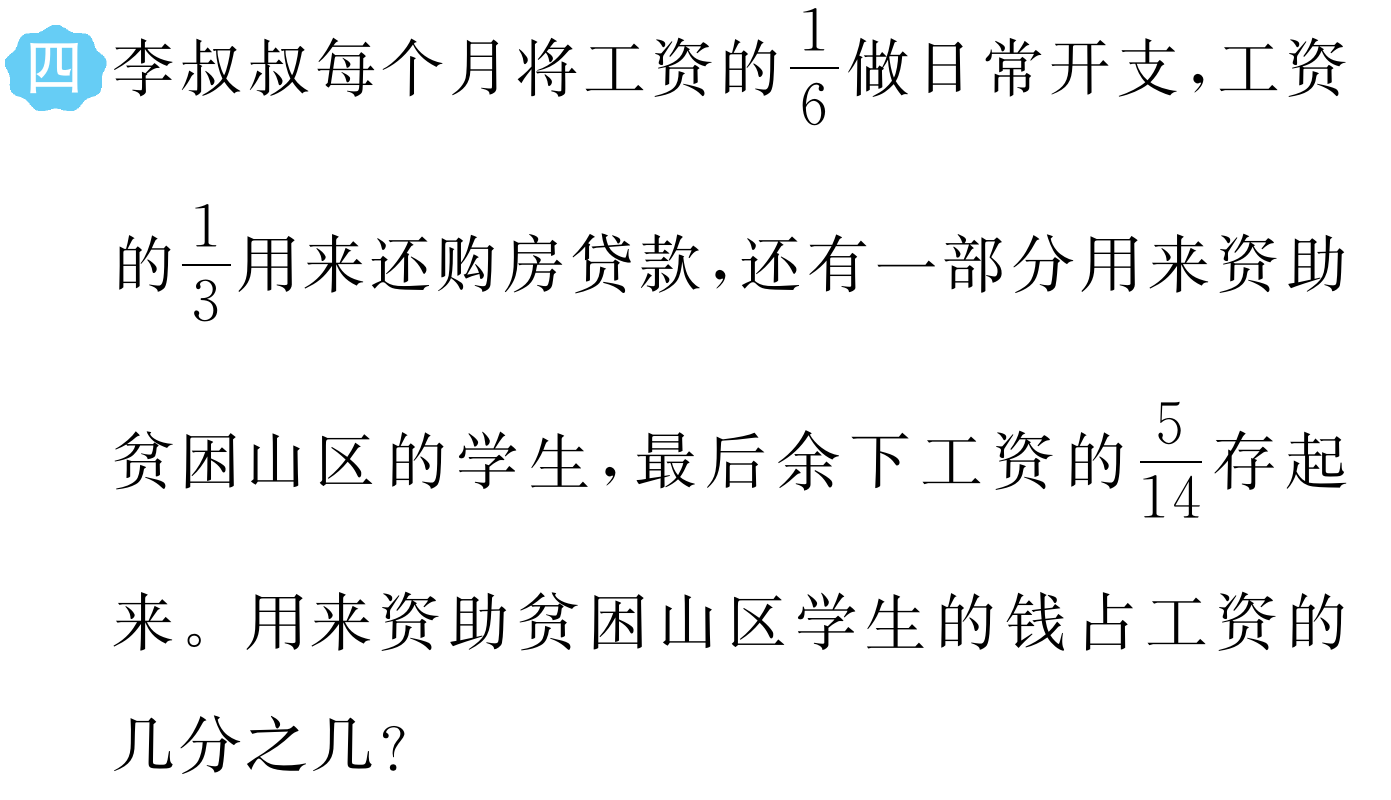 四 李叔叔每个月将工资的1/6做日常开支,工资
的1/3用来还购房贷款,还有一部分用来资助
贫困山区的学生,最后余下工资的5/14存起
来。用来资助贫困山区学生的钱占工资的
几分之几?